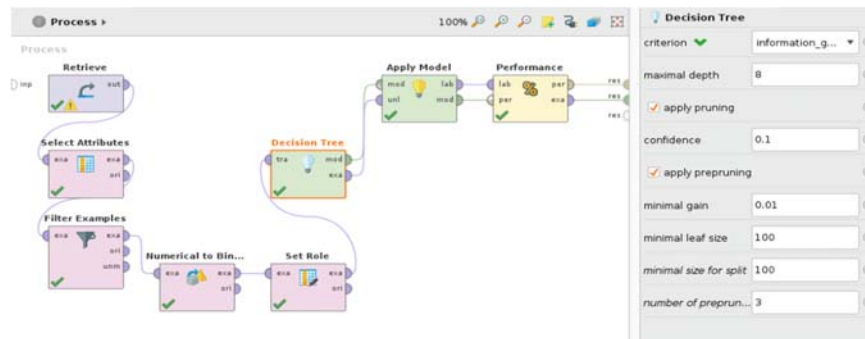 Process
100%
Process
inp
Retrieve
out
Select Attributes
exa exa
ori
Filter Examples
exa exa
ori
unm
Numerical to Bin...
exa exa
ori
Set Role
exa exa
ori
Decision Tree
tra mod
exa
Apply Model
mod lab
unl mod
Performance
lab per
per exa
res
res
res
Decision Tree
criterion information_g...
maximal depth 8
apply pruning
confidence 0.1
apply prepruning
minimal gain 0.01
minimal leaf size 100
minimal size for split 100
number of preprun... 3